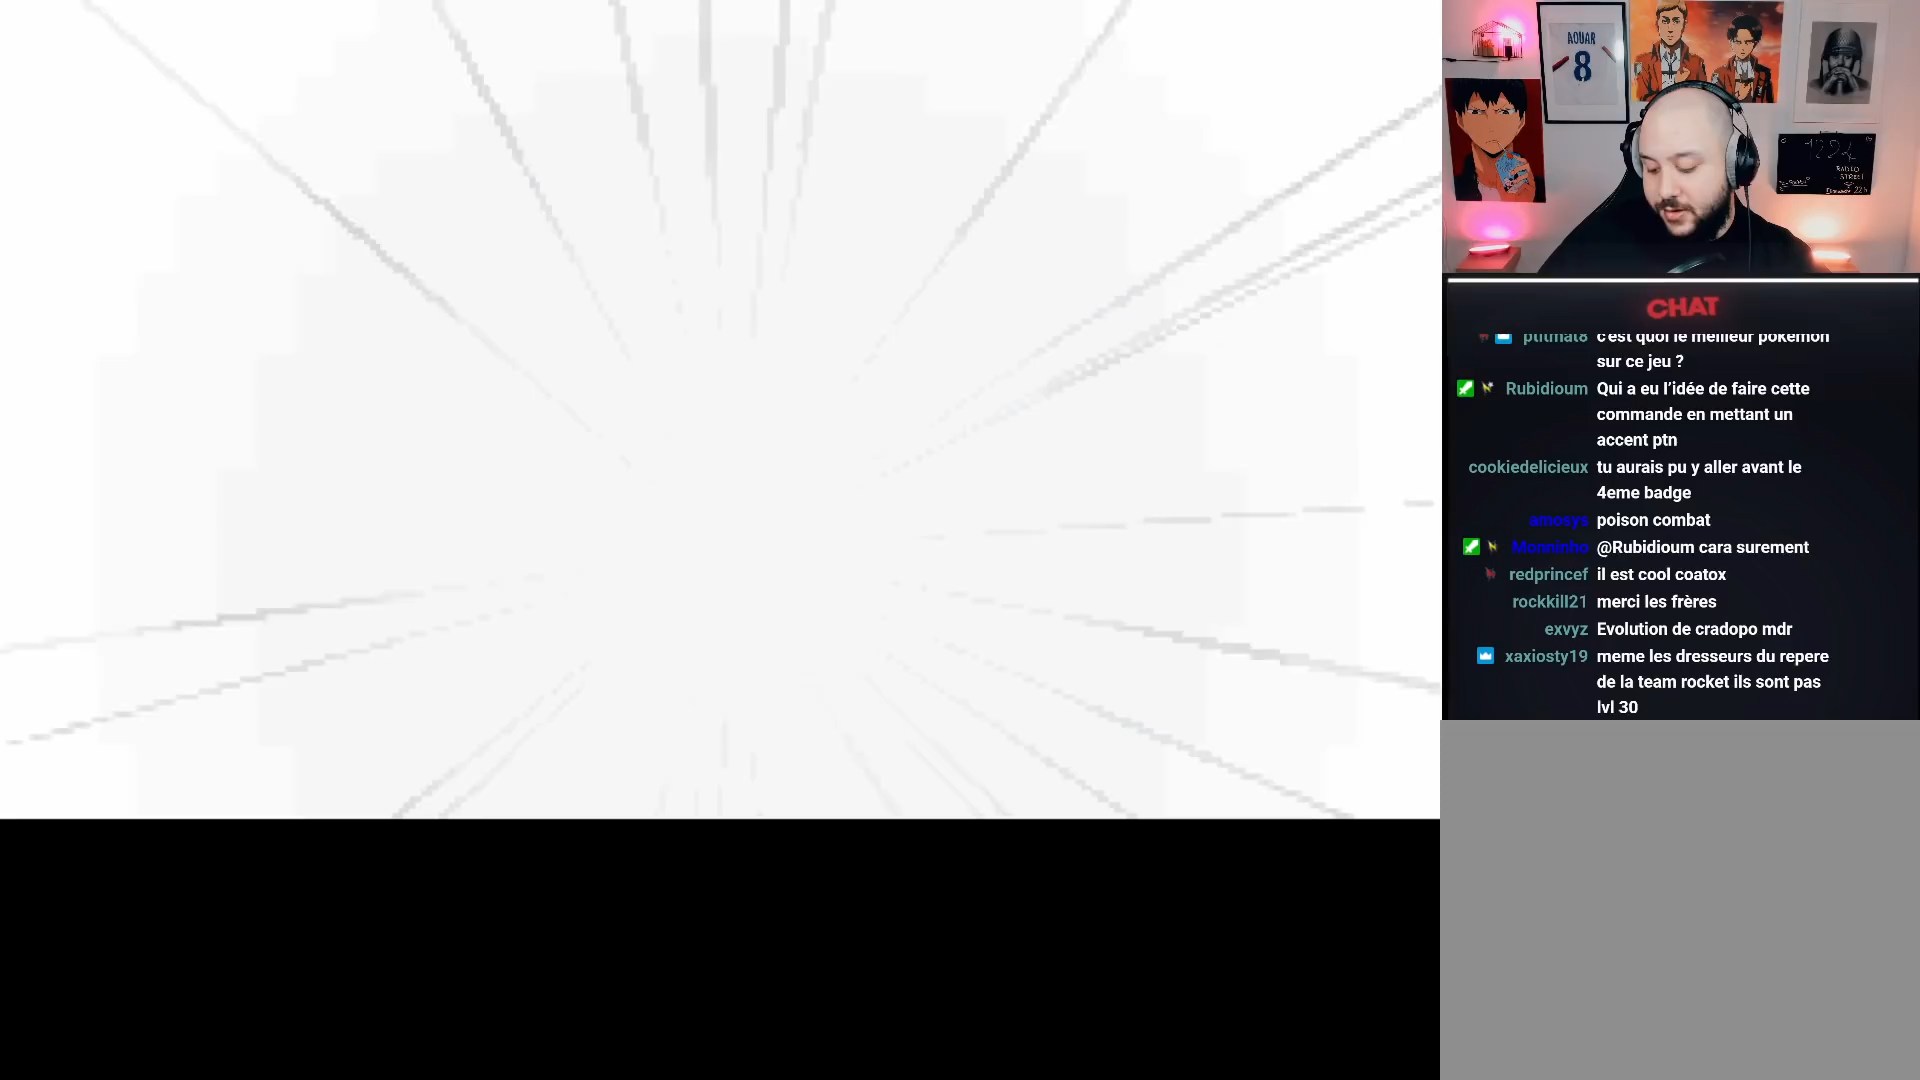 AOUAR
8
RADIO
STREET
CHAT
ptitmat8 c'est quoi le meilleur pokemon
sur ce jeu ?
Rubidioum Qui a eu l'idée de faire cette
commande en mettant un
accent ptn
cookiedelicieux tu aurais pu y aller avant le
4eme badge
amosys poison combat
Monninho @Rubidioum cara surement
redprincef il est cool coatox
rockkill21 merci les frères
exvyz Evolution de cradopo mdr
xaxiosty19 meme les dresseurs du repere
de la team rocket ils sont pas
lvl 30